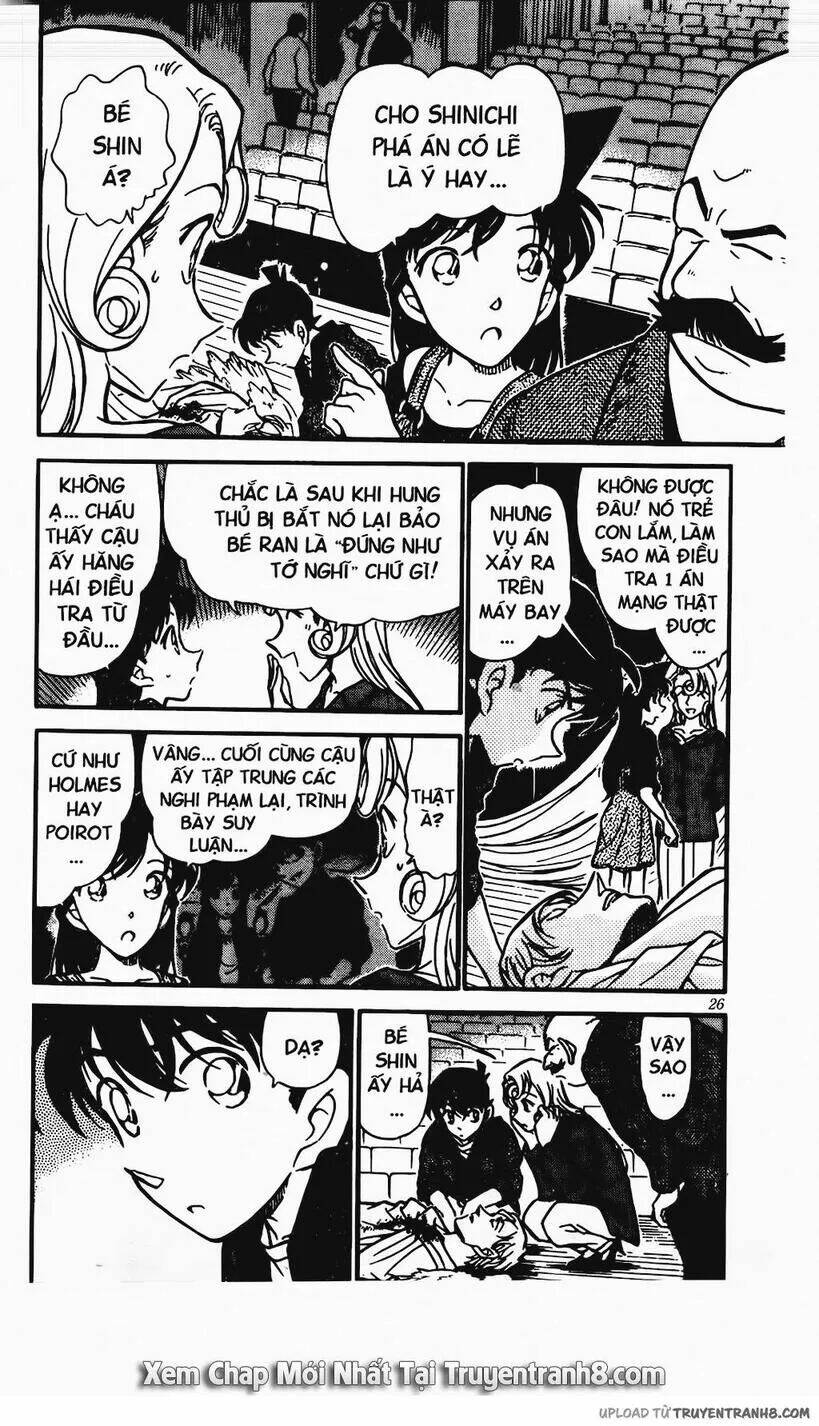 CHO SHINICHI
PHÁ ÁN CÓ LẼ
LÀ Ý HAY...
BÉ
SHIN
Á?
KHÔNG ĐƯỢC
ĐÂU! NÓ TRẺ
CON LẮM, LÀM
SAO MÀ ĐIỀU
TRA 1 ÁN
MẠNG THẬT
ĐƯỢC
...
NHƯNG
VỤ ÁN
XẢY RA
TRÊN
MÁY BAY
...
CHẮC LÀ SAU KHI HUNG
THỦ BỊ BẮT NÓ LẠI BẢO
BÉ RAN LÀ "ĐÚNG NHƯ
TỚ NGHĨ" CHỨ GÌ!
KHÔNG
Ạ... CHÁU
THẤY CẬU
ẤY HĂNG
HÁI ĐIỀU
TRA TỪ
ĐẦU...
THẬT
À?
VÂNG... CUỐI CÙNG CẬU
ẤY TẬP TRUNG CÁC
NGHI PHẠM LẠI, TRÌNH
BÀY SUY
LUẬN...
CỨ NHƯ
HOLMES
HAY
POIROT
...
26
VẬY
SAO
...
BÉ
SHIN
ẤY HẢ
...
DẠ?
Xem Chap Mới Nhất Tại Truyentranh8.com
UPLOAD TỪ TRUYENTRANH8.COM